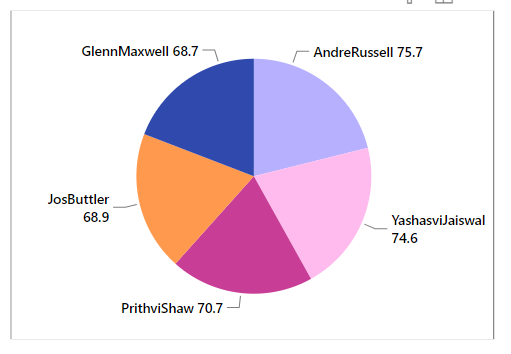 GlennMaxwell 68.7
AndreRussell 75.7
JosButtler
68.9
YashasviJaiswal
74.6
PrithviShaw 70.7